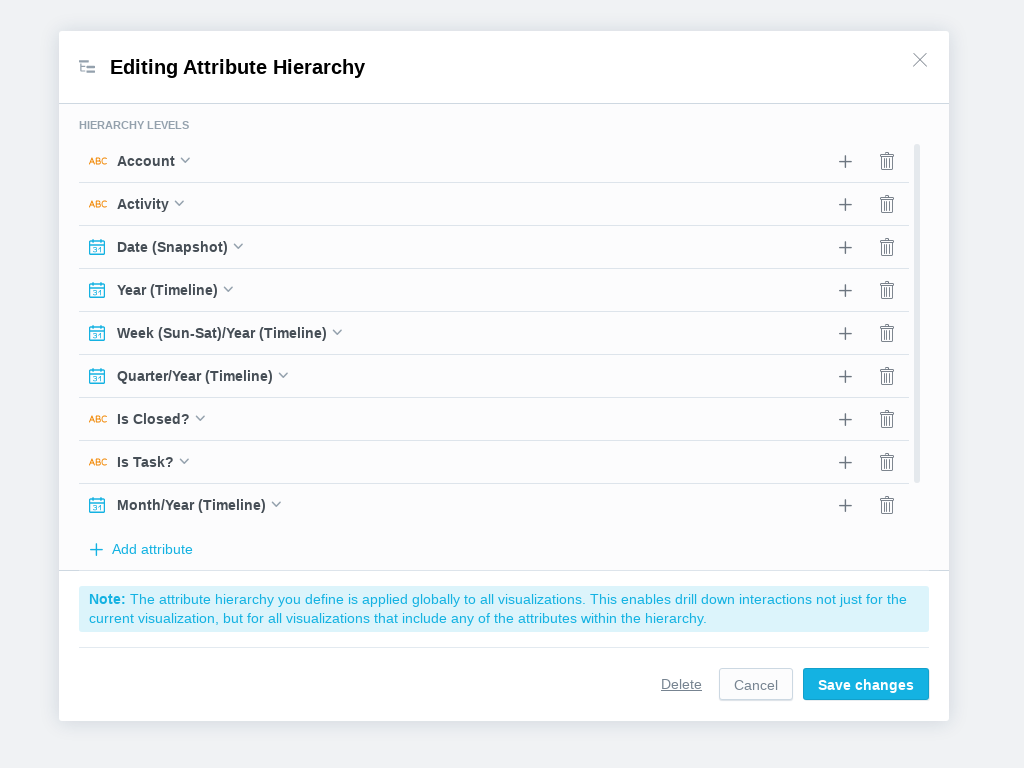 Editing Attribute Hierarchy
HIERARCHY LEVELS
ABC Account
ABC Activity
31 Date (Snapshot)
31 Year (Timeline)
31 Week (Sun-Sat)/Year (Timeline)
31 Quarter/Year (Timeline)
ABC Is Closed?
ABC Is Task?
31 Month/Year (Timeline)
Add attribute
Note: The attribute hierarchy you define is applied globally to all visualizations. This enables drill down interactions not just for the
current visualization, but for all visualizations that include any of the attributes within the hierarchy.
Delete Cancel Save changes